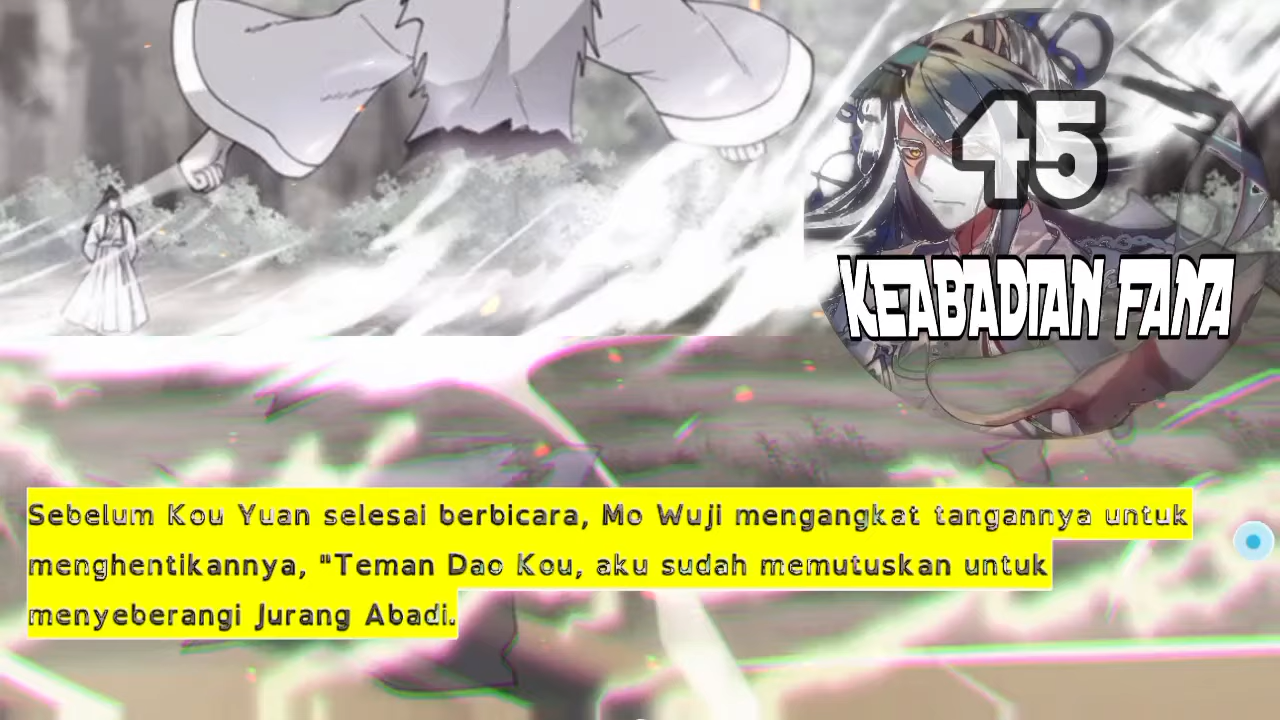 45
KEABADIAN FANA
Sebelum Kou Yuan selesai berbicara, Mo Wuji mengangkat tangannya untuk
menghentikannya, "Teman Dao Kou, aku sudah memutuskan untuk
menyeberangi Jurang Abadi.